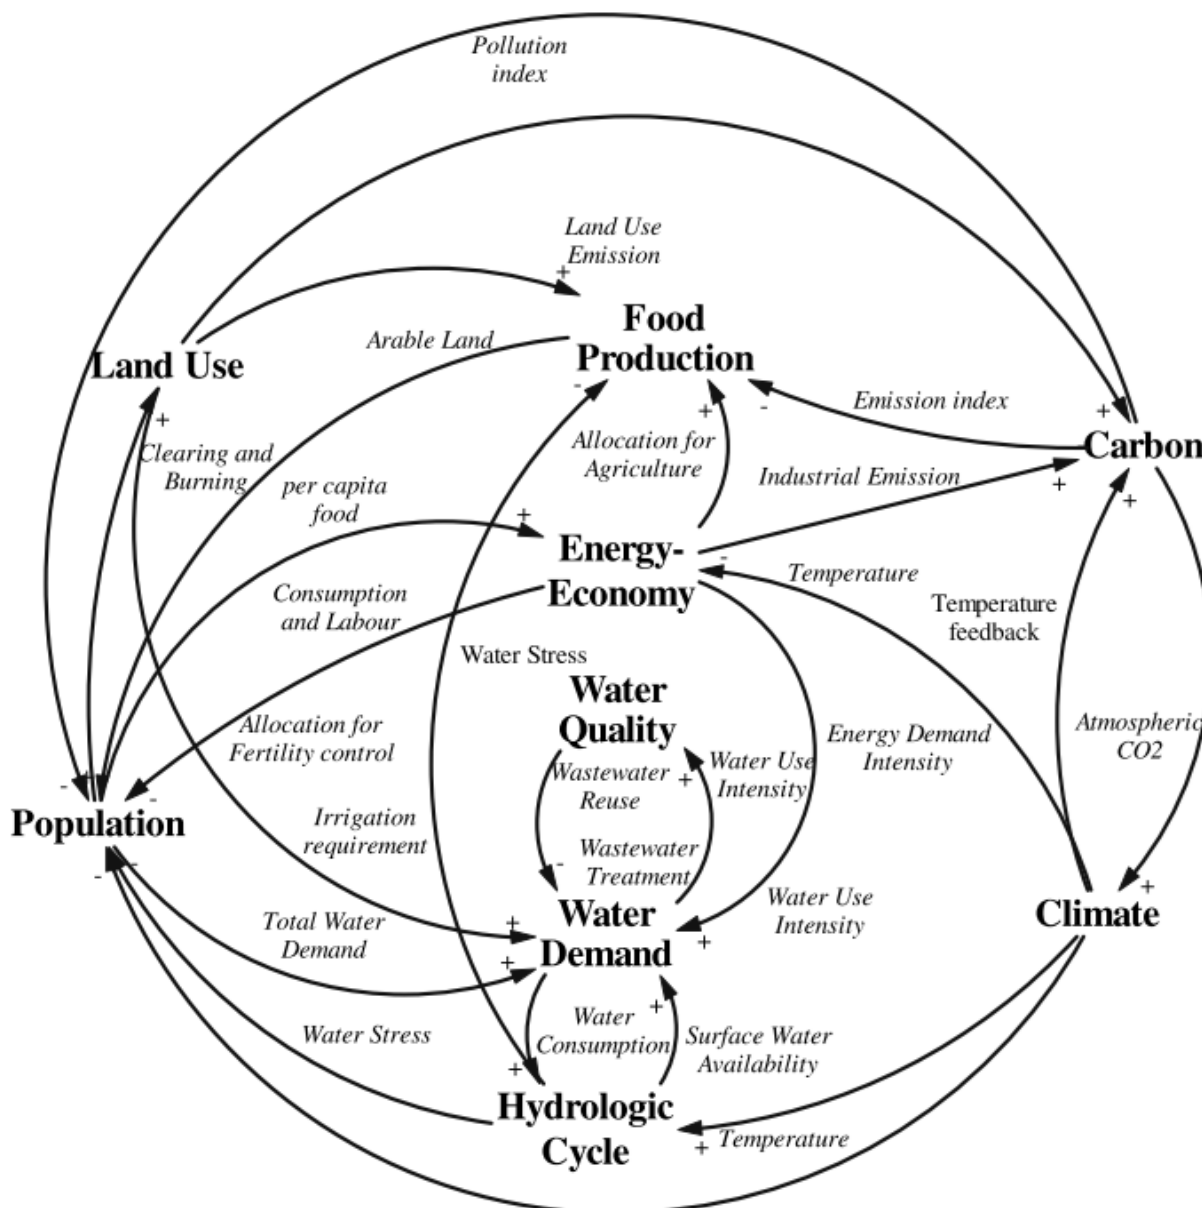 Pollution
index
Land Use
Emission
Food
Production
Arable Land
Land Use
Emission index
Carbon
Allocation for
Agriculture
Clearing and
Burning
per capita
food
Industrial Emission
Energy-
Economy
Temperature
Consumption
and Labour
Temperature
feedback
Water Stress
Water
Quality
Allocation for
Fertility control
Energy Demand
Intensity
Atmospheric
CO2
Water Use
Intensity
Wastewater
Reuse
Population
Irrigation
requirement
Wastewater
Treatment
Water Use
Intensity
Water
Demand
Climate
Total Water
Demand
Water Stress
Water
Consumption
Surface Water
Availability
Hydrologic
Cycle
Temperature